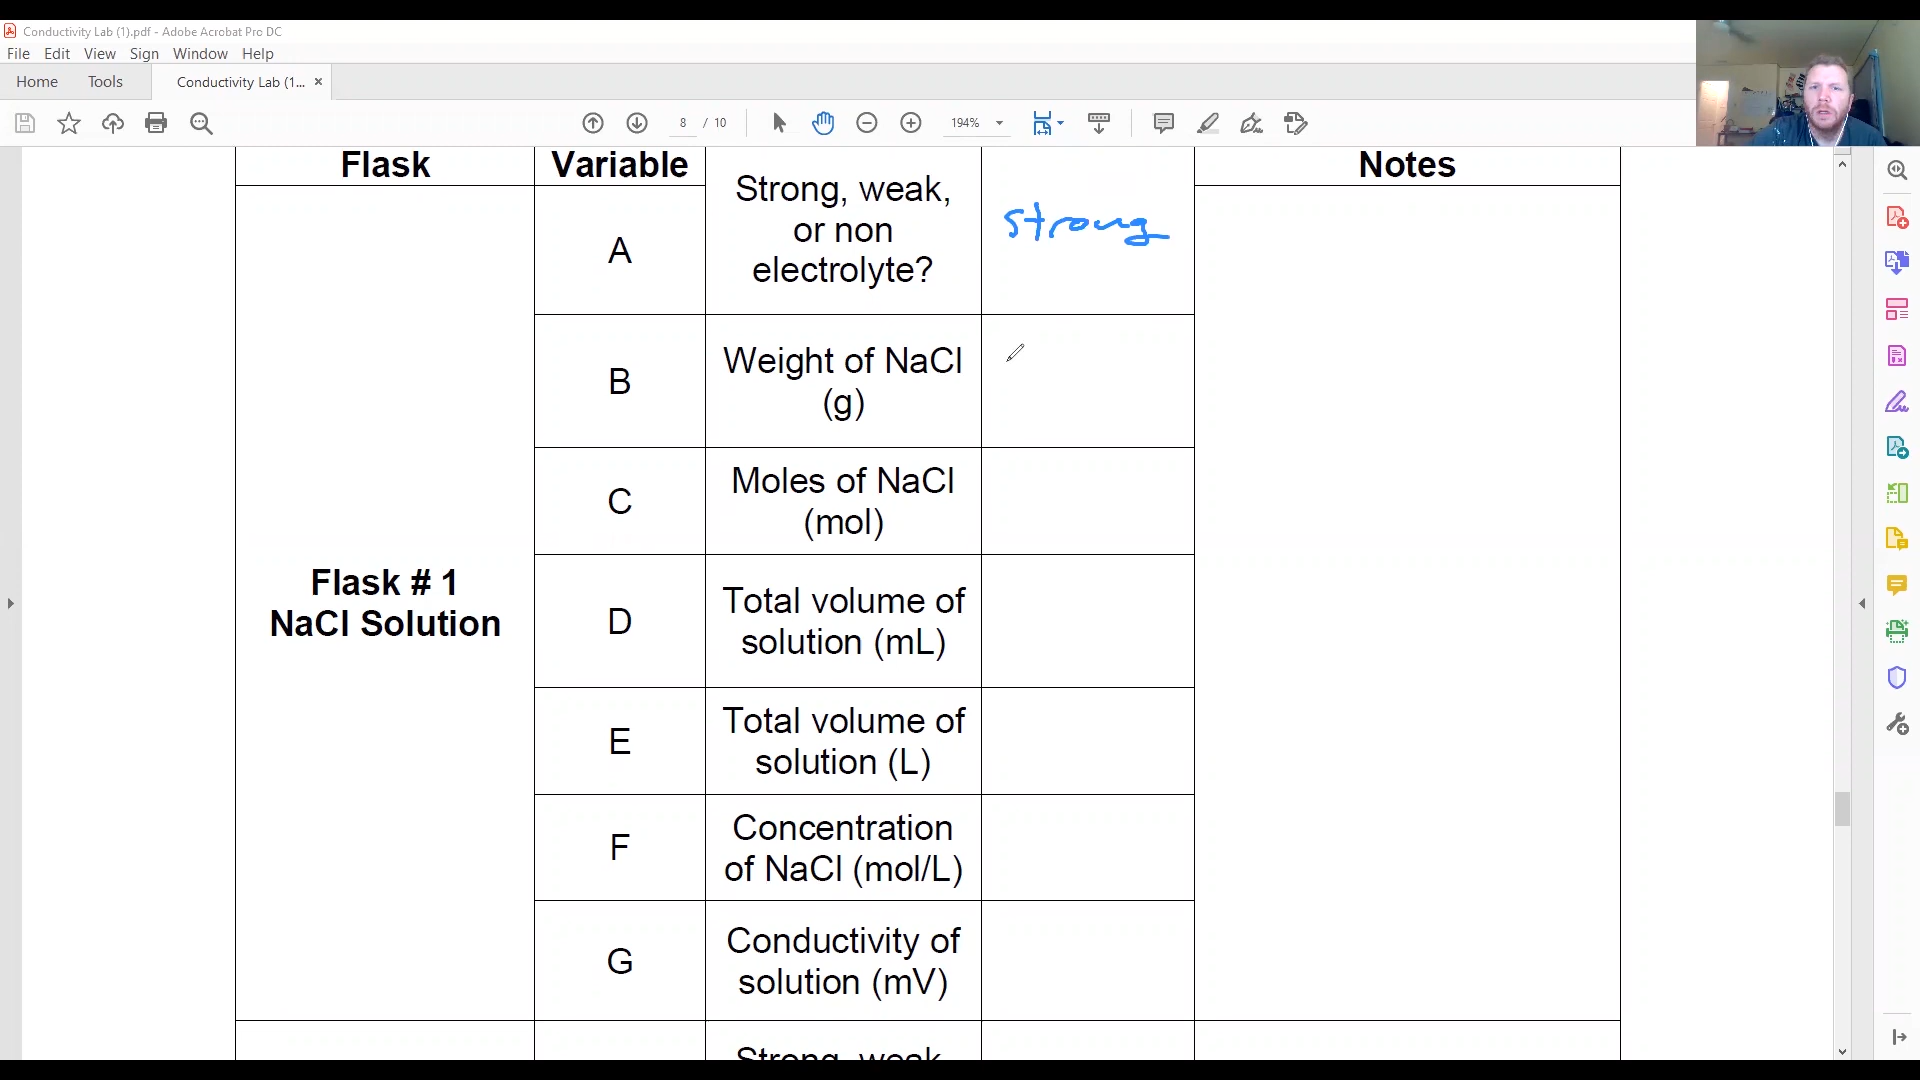 Conductivity Lab (1).pdf - Adobe Acrobat Pro DC
File Edit View Sign Window Help
Home Tools Conductivity Lab (1... ×
8 / 10 194%
Flask Variable Notes
A
Strong, weak,
or non
electrolyte?
strong
B
Weight of NaCl
(g)
C
Moles of NaCl
(mol)
Flask # 1
NaCl Solution
D
Total volume of
solution (mL)
E
Total volume of
solution (L)
F
Concentration
of NaCl (mol/L)
G
Conductivity of
solution (mV)
Strong, weak,